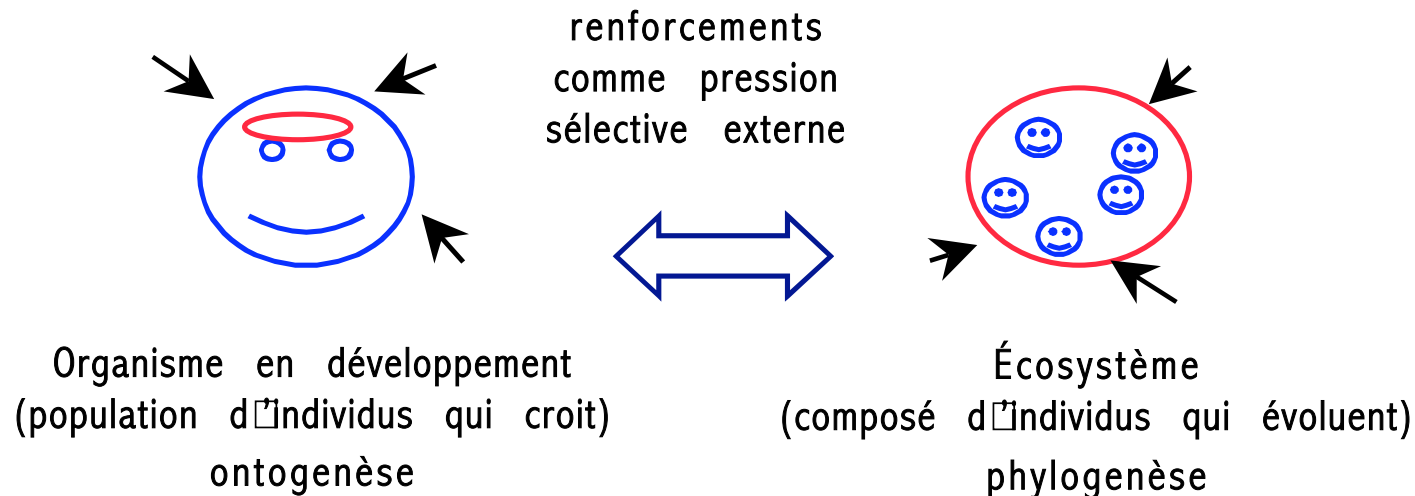 renforcements
comme pression
sélective externe
Organisme en développement
(population d'individus qui croit)
ontogenèse
Écosystème
(composé d'individus qui évoluent)
phylogenèse